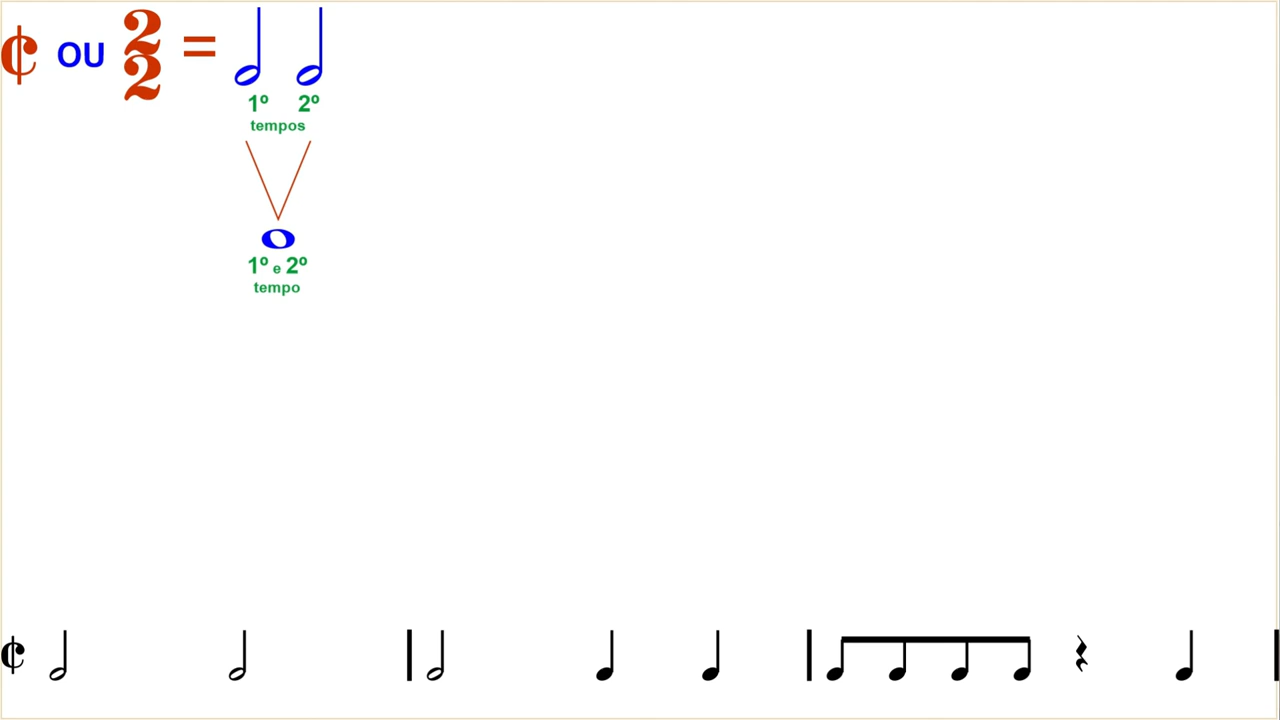 ¢ ou 2/2 =
1º 2º
tempos
1º e 2º
tempo